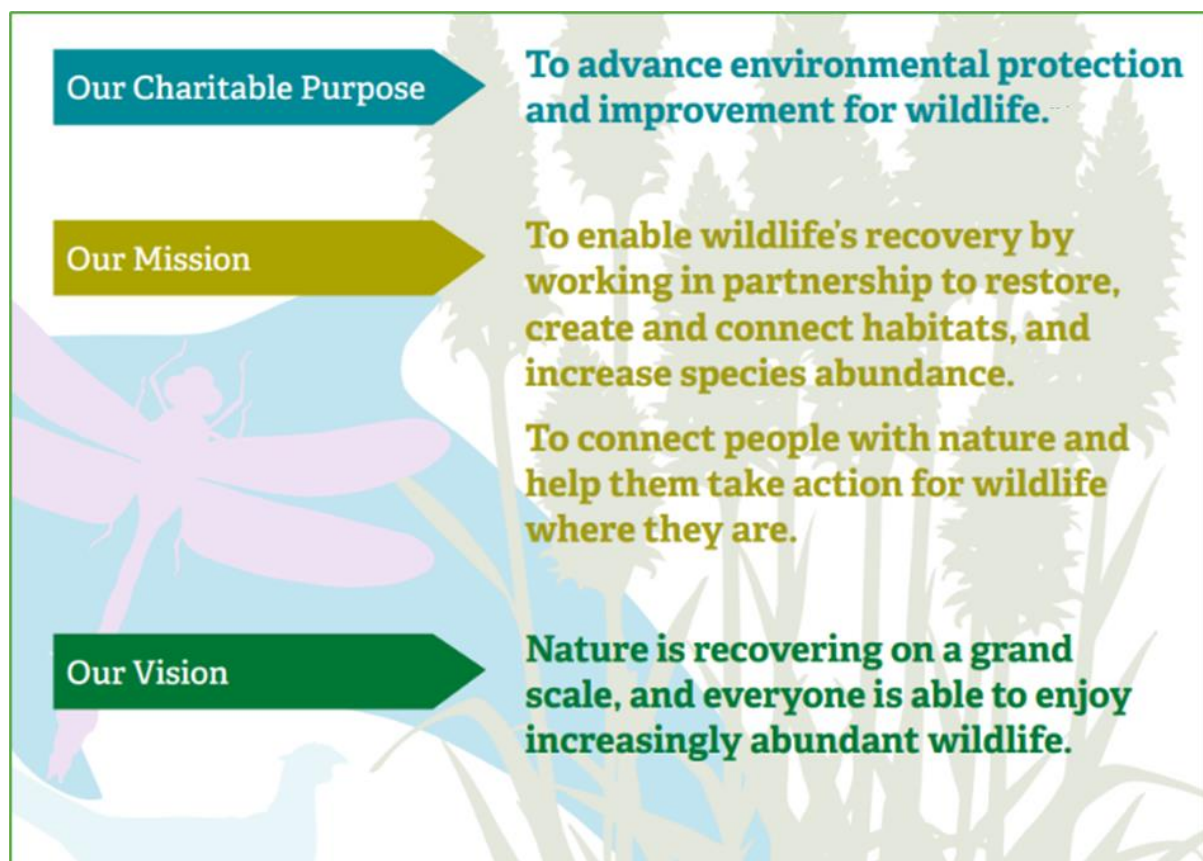 Our Charitable Purpose
To advance environmental protection
and improvement for wildlife.
Our Mission
To enable wildlife’s recovery by
working in partnership to restore,
create and connect habitats, and
increase species abundance.
To connect people with nature and
help them take action for wildlife
where they are.
Our Vision
Nature is recovering on a grand
scale, and everyone is able to enjoy
increasingly abundant wildlife.